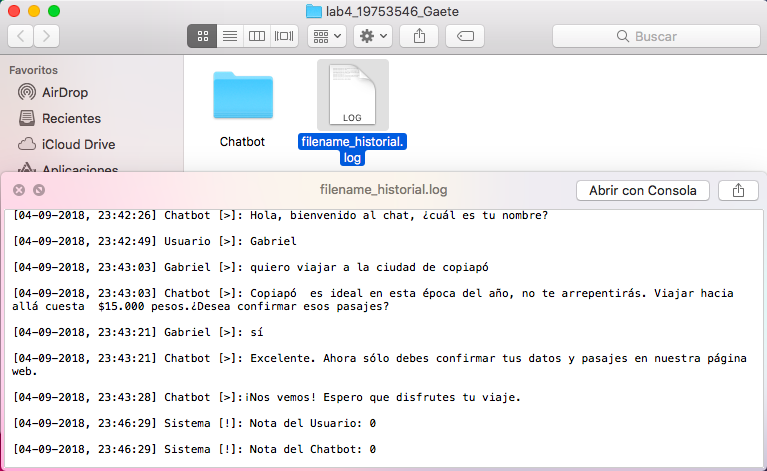 lab4_19753546_Gaete
Buscar
Favoritos
AirDrop
Recientes
iCloud Drive
Aplicaciones
LOG
Chatbot
filename_historial.
log
filename_historial.log
Abrir con Consola
[04-09-2018, 23:42:26] Chatbot [>]: Hola, bienvenido al chat, ¿cuál es tu nombre?
[04-09-2018, 23:42:49] Usuario [>]: Gabriel
[04-09-2018, 23:43:03] Gabriel [>]: quiero viajar a la ciudad de copiapó
[04-09-2018, 23:43:03] Chatbot [>]: Copiapó  es ideal en esta época del año, no te arrepentirás. Viajar hacia
allá cuesta  $15.000 pesos.¿Desea confirmar esos pasajes?
[04-09-2018, 23:43:21] Gabriel [>]: sí
[04-09-2018, 23:43:21] Chatbot [>]: Excelente. Ahora sólo debes confirmar tus datos y pasajes en nuestra página
web.
[04-09-2018, 23:43:28] Chatbot [>]:¡Nos vemos! Espero que disfrutes tu viaje.
[04-09-2018, 23:46:29] Sistema [!]: Nota del Usuario: 0
[04-09-2018, 23:46:29] Sistema [!]: Nota del Chatbot: 0